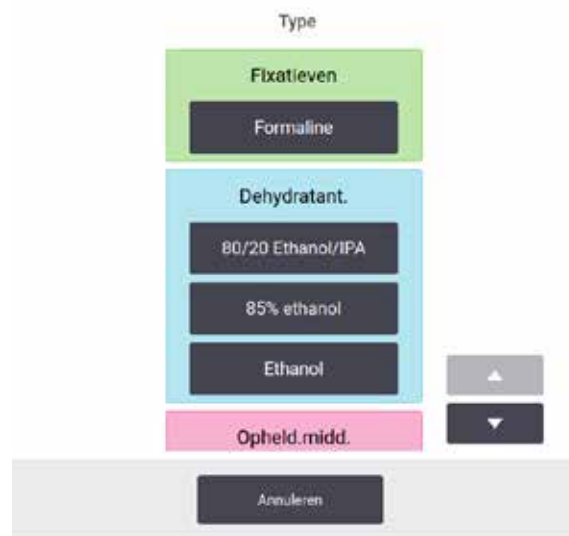 Type
Fixatieven
Formaline
Dehydratant.
80/20 Ethanol/IPA
85% ethanol
Ethanol
Opheld.midd.
Annuleren